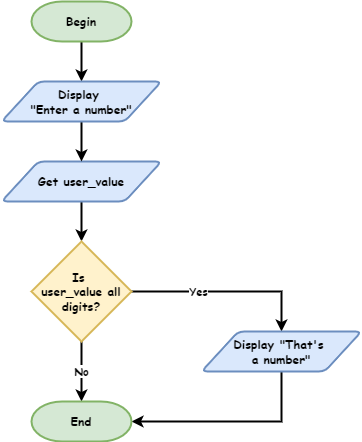 Begin
Display
"Enter a number"
Get user_value
Is
user_value all
digits?
Yes
Display "That's
a number"
No
End